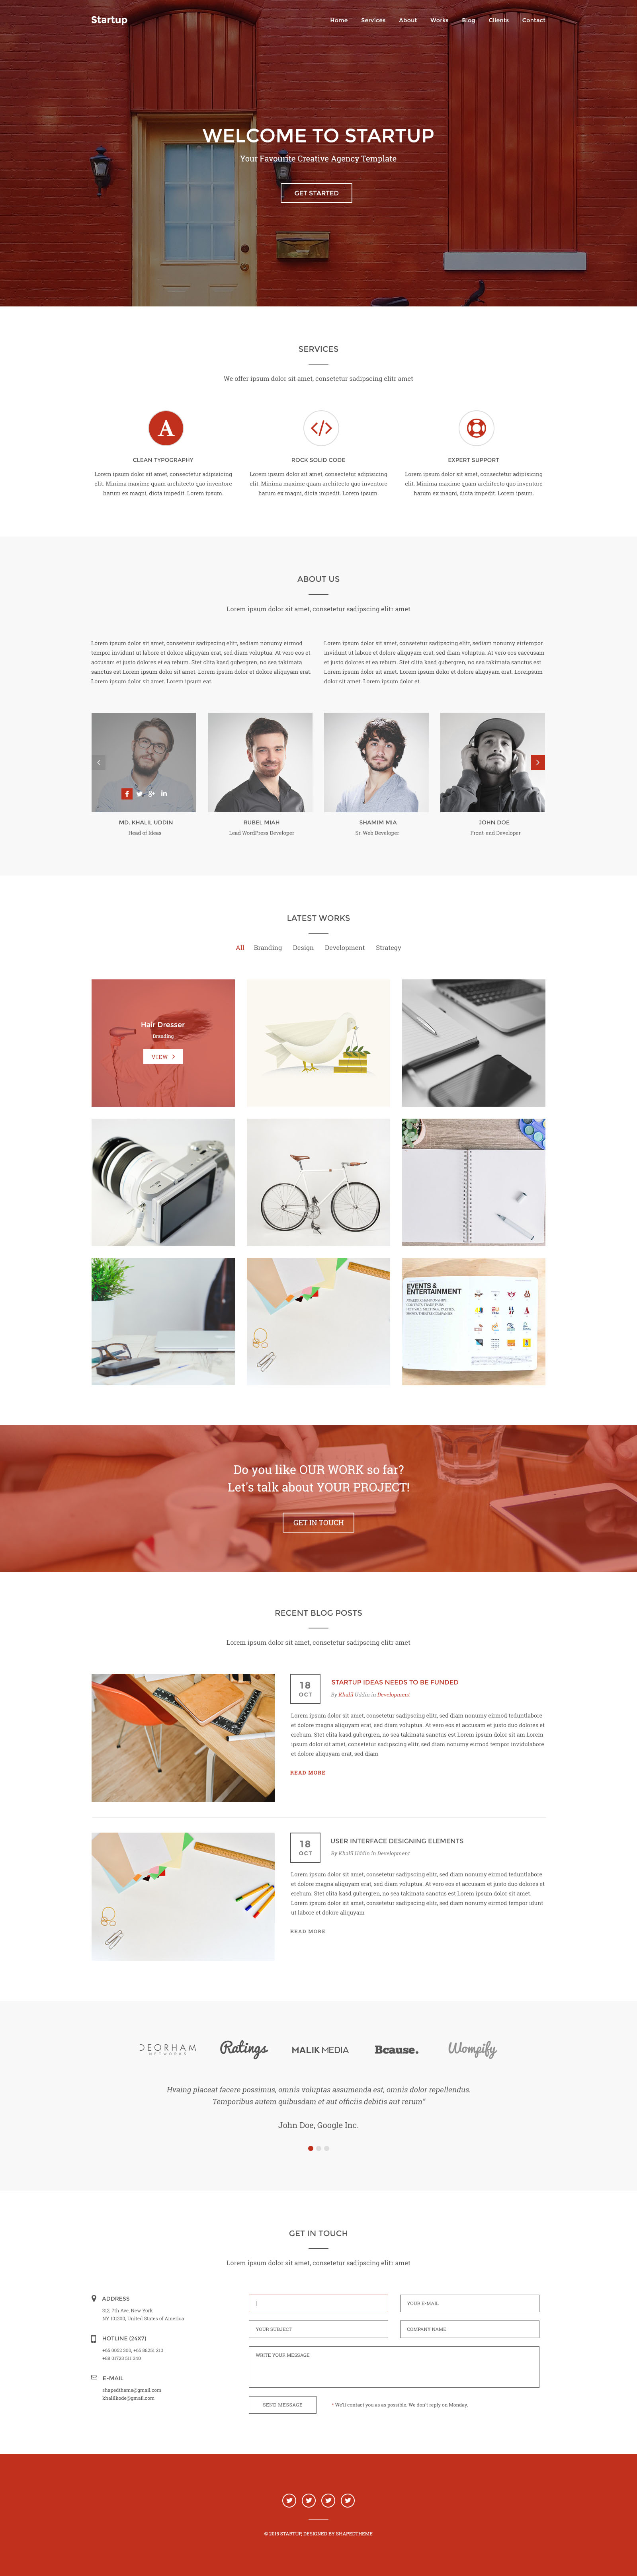 Startup
Home Services About Works Blog Clients Contact
WELCOME TO STARTUP
Your Favourite Creative Agency Template
GET STARTED
SERVICES
We offer ipsum dolor sit amet, consetetur sadipscing elitr amet
A
CLEAN TYPOGRAPHY
Lorem ipsum dolor sit amet, consectetur adipisicing
elit. Minima maxime quam architecto quo inventore
harum ex magni, dicta impedit. Lorem ipsum.
</>
ROCK SOLID CODE
Lorem ipsum dolor sit amet, consectetur adipisicing
elit. Minima maxime quam architecto quo inventore
harum ex magni, dicta impedit. Lorem ipsum.
EXPERT SUPPORT
Lorem ipsum dolor sit amet, consectetur adipisicing
elit. Minima maxime quam architecto quo inventore
harum ex magni, dicta impedit. Lorem ipsum.
ABOUT US
Lorem ipsum dolor sit amet, consetetur sadipscing elitr amet
Lorem ipsum dolor sit amet, consetetur sadipscing elitr, sediam nonumy eirmod
tempor invidunt ut labore et dolore aliquyam erat, sed diam voluptua. At vero eos et
accusam et justo dolores et ea rebum. Stet clita kasd gubergren, no sea takimata
sanctus est Lorem ipsum dolor sit amet. Lorem ipsum dolor et dolore aliquyam erat.
Lorem ipsum dolor sit amet. Lorem ipsum eat.
Lorem ipsum dolor sit amet, consetetur sadipscing elitr, sediam nonumy eirtempor
invidunt ut labore et dolore aliquyam erat, sed diam voluptua. At vero eos eaccusam
et justo dolores et ea rebum. Stet clita kasd gubergren, no sea takimata sanctus est
Lorem ipsum dolor sit amet. Lorem ipsum dolor et dolore aliquyam erat. Loripsum
dolor sit amet. Lorem ipsum dolor et.
MD. KHALIL UDDIN
Head of Ideas
RUBEL MIAH
Lead WordPress Developer
SHAMIM MIA
Sr. Web Developer
JOHN DOE
Front-end Developer
LATEST WORKS
All Branding Design Development Strategy
Hair Dresser
Branding
VIEW
EVENTS &
ENTERTAINMENT
Do you like OUR WORK so far?
Let's talk about YOUR PROJECT!
GET IN TOUCH
RECENT BLOG POSTS
Lorem ipsum dolor sit amet, consetetur sadipscing elitr amet
18
OCT
STARTUP IDEAS NEEDS TO BE FUNDED
By Khalil Uddin in Development
Lorem ipsum dolor sit amet, consetetur sadipscing elitr, sed diam nonumy eirmod teduntlabore
et dolore magna aliquyam erat, sed diam voluptua. At vero eos et accusam et justo duo dolores et
erebum. Stet clita kasd gubergren, no sea takimata sanctus est Lorem ipsum dolor sit am Lorem
ipsum dolor sit amet, consetetur sadipscing elitr, sed diam nonumy eirmod tempor invidulabore
et dolore aliquyam erat, sed diam
READ MORE
18
OCT
USER INTERFACE DESIGNING ELEMENTS
By Khalil Uddin in Development
Lorem ipsum dolor sit amet, consetetur sadipscing elitr, sed diam nonumy eirmod teduntlabore
et dolore magna aliquyam erat, sed diam voluptua. At vero eos et accusam et justo duo dolores et
erebum. Stet clita kasd gubergren, no sea takimata sanctus est Lorem ipsum dolor sit amet.
Lorem ipsum dolor sit amet, consetetur sadipscing elitr, sed diam nonumy eirmod tempor idunt
ut labore et dolore aliquyam
READ MORE
DEORHAM
NETWORKS
Ratings
MALIK MEDIA
Bcause.
Wompify
Hvaing placeat facere possimus, omnis voluptas assumenda est, omnis dolor repellendus.
Temporibus autem quibusdam et aut officiis debitis aut rerum"
John Doe, Google Inc.
GET IN TOUCH
Lorem ipsum dolor sit amet, consetetur sadipscing elitr amet
ADDRESS
312, 7th Ave, New York
NY 101200, United States of America
HOTLINE (24X7)
+88 01723 511 340
E-MAIL
shapedtheme@gmail.com
khalilkode@gmail.com
YOUR E-MAIL
YOUR SUBJECT
COMPANY NAME
WRITE YOUR MESSAGE
SEND MESSAGE
* We'll contact you as as possible. We don't reply on Monday.
© 2015 STARTUP, DESIGNED BY SHAPEDTHEME